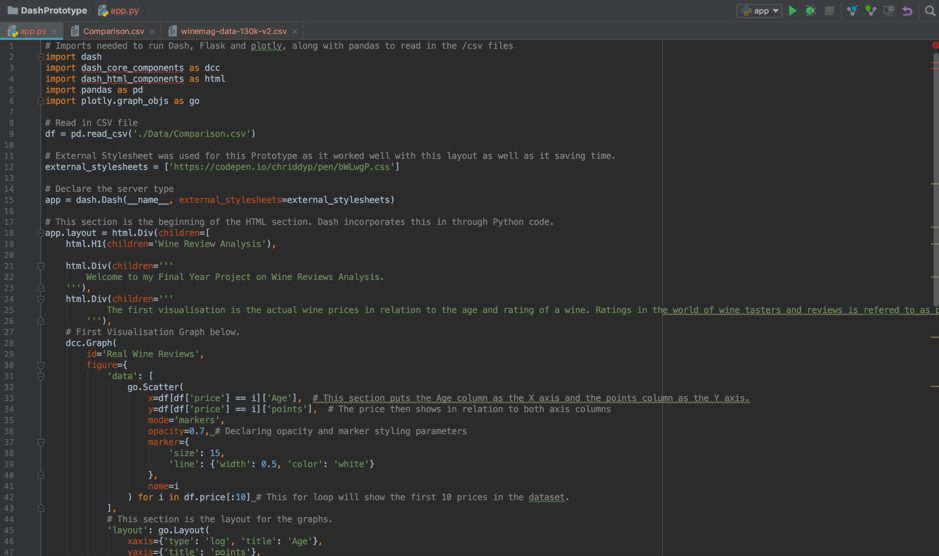 DashPrototype app.py app
app.py Comparison.csv winemag-data-130k-v2.csv
1 # Imports needed to run Dash, Flask and plotly, along with pandas to read in the /csv files
2 import dash
3 import dash_core_components as dcc
4 import dash_html_components as html
5 import pandas as pd
6 import plotly.graph_objs as go
7
8 # Read in CSV file
9 df = pd.read_csv('./Data/Comparison.csv')
10
11 # External Stylesheet was used for this Prototype as it worked well with this layout as well as it saving time.
12 external_stylesheets = ['https://codepen.io/chriddyp/pen/bWLwgP.css']
13
14 # Declare the server type
15 app = dash.Dash(__name__, external_stylesheets=external_stylesheets)
16
17 # This section is the beginning of the HTML section. Dash incorporates this in through Python code.
18 app.layout = html.Div(children=[
19 html.H1(children='Wine Review Analysis'),
20
21 html.Div(children='''
22 Welcome to my Final Year Project on Wine Reviews Analysis.
23 '''),
24 html.Div(children='''
25 The first visualisation is the actual wine prices in relation to the age and rating of a wine. Ratings in the world of wine tasters and reviews is refered to as p
26 '''),
27 # First Visualisation Graph below.
28 dcc.Graph(
29 id='Real Wine Reviews',
30 figure={
31 'data': [
32 go.Scatter(
33 x=df[df['price'] == i]['Age'], # This section puts the Age column as the X axis and the points column as the Y axis.
34 y=df[df['price'] == i]['points'], # The price then shows in relation to both axis columns
35 mode='markers',
36 opacity=0.7, # Declaring opacity and marker styling parameters
37 marker={
38 'size': 15,
39 'line': {'width': 0.5, 'color': 'white'}
40 },
41 name=i
42 ) for i in df.price[:10] # This for loop will show the first 10 prices in the dataset.
43 ],
44 # This section is the layout for the graphs.
45 'layout': go.Layout(
46 xaxis={'type': 'log', 'title': 'Age'},
47 yaxis={'title': 'points'},